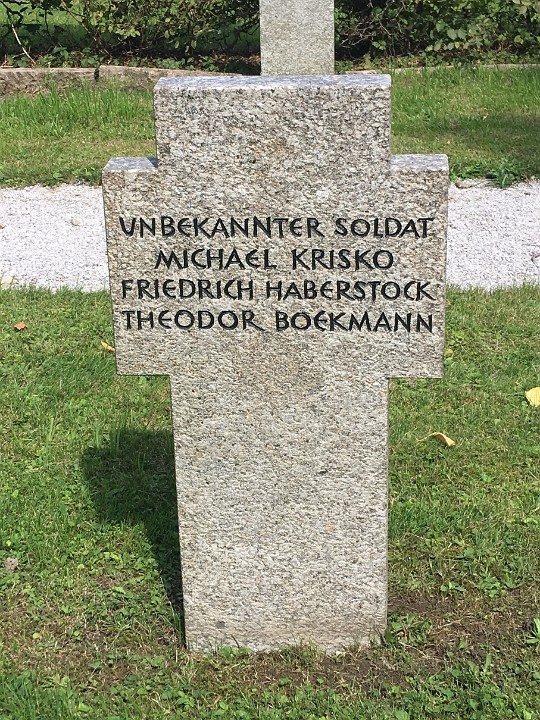 UNBEKANNTER SOLDAT
MICHAEL KRISKO
FRIEDRICH HABERSTOCK
THEODOR BOEKMANN